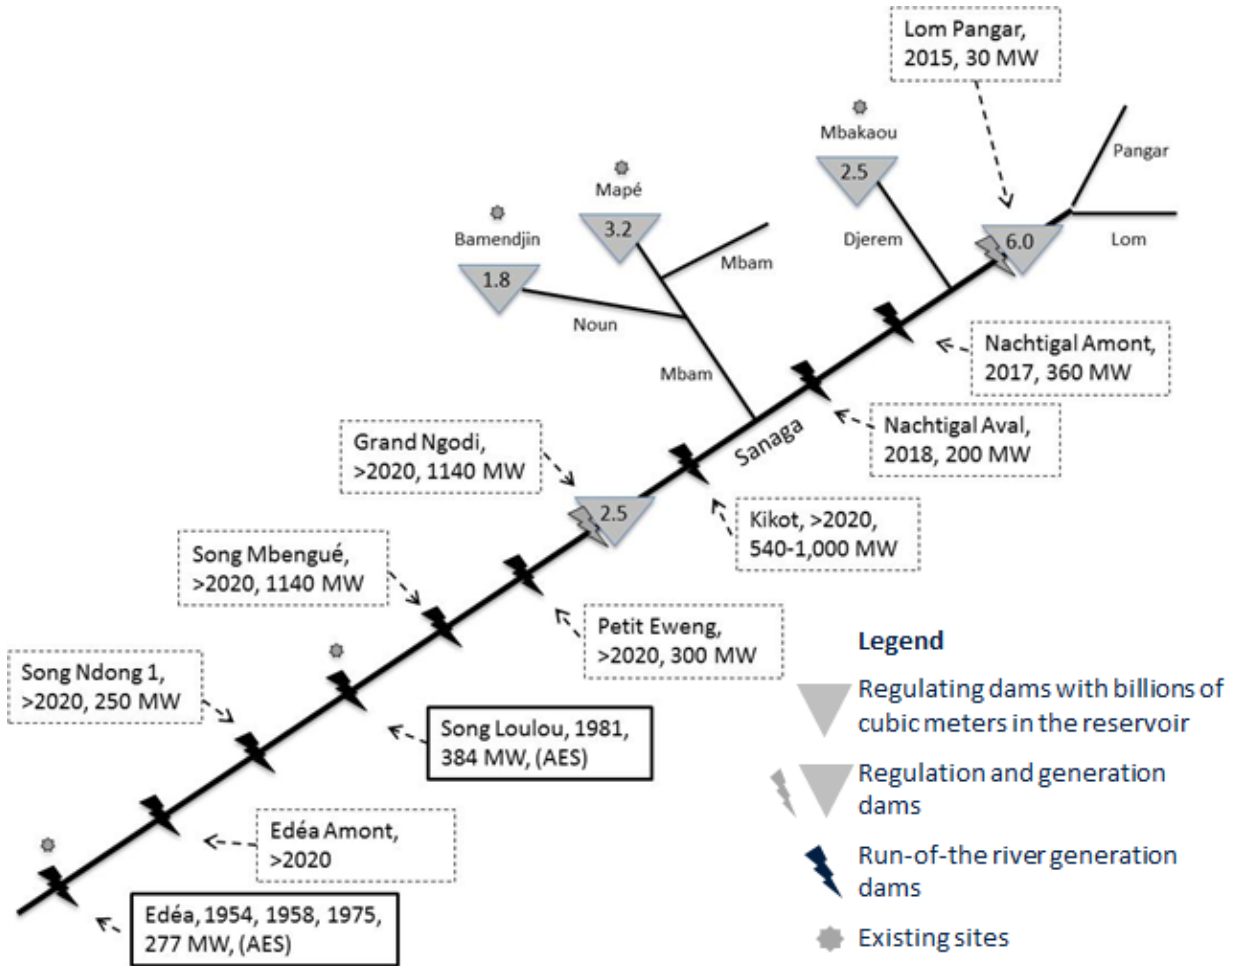 Lom Pangar,
2015, 30 MW
Mbakaou
2.5
Pangar
Mapé
3.2
Bamendjin
1.8
Mbam
Djerem
6.0
Lom
Noun
Mbam
Nachtigal Amont,
2017, 360 MW
Sanaga
Nachtigal Aval,
2018, 200 MW
Grand Ngodi,
>2020, 1140 MW
2.5
Kikot, >2020,
540-1,000 MW
Song Mbengué,
>2020, 1140 MW
Petit Eweng,
>2020, 300 MW
Song Ndong 1,
>2020, 250 MW
Song Loulou, 1981,
384 MW, (AES)
Edéa Amont,
>2020
Edéa, 1954, 1958, 1975,
277 MW, (AES)
Legend
Regulating dams with billions of
cubic meters in the reservoir
Regulation and generation
dams
Run-of-the river generation
dams
Existing sites